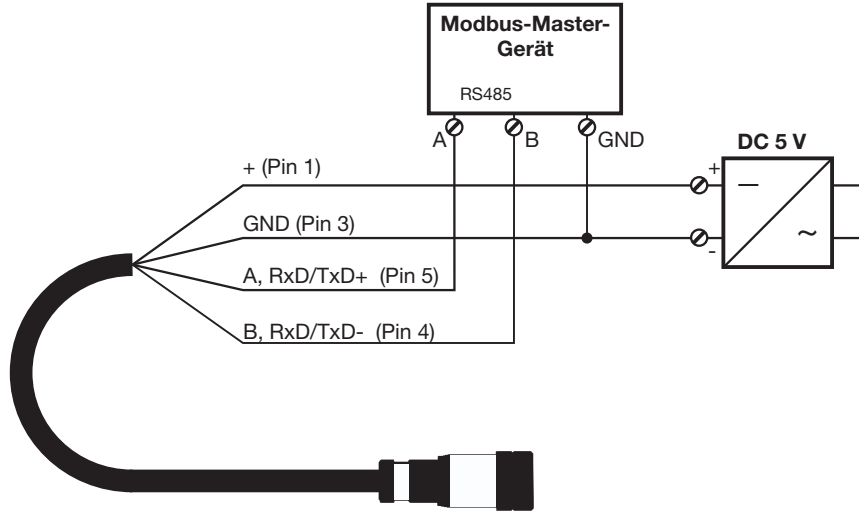 Modbus-Master-
Gerät
RS485
A
B
GND
DC 5 V
+ (Pin 1)
+
GND (Pin 3)
-
~
A, RxD/TxD+ (Pin 5)
B, RxD/TxD- (Pin 4)